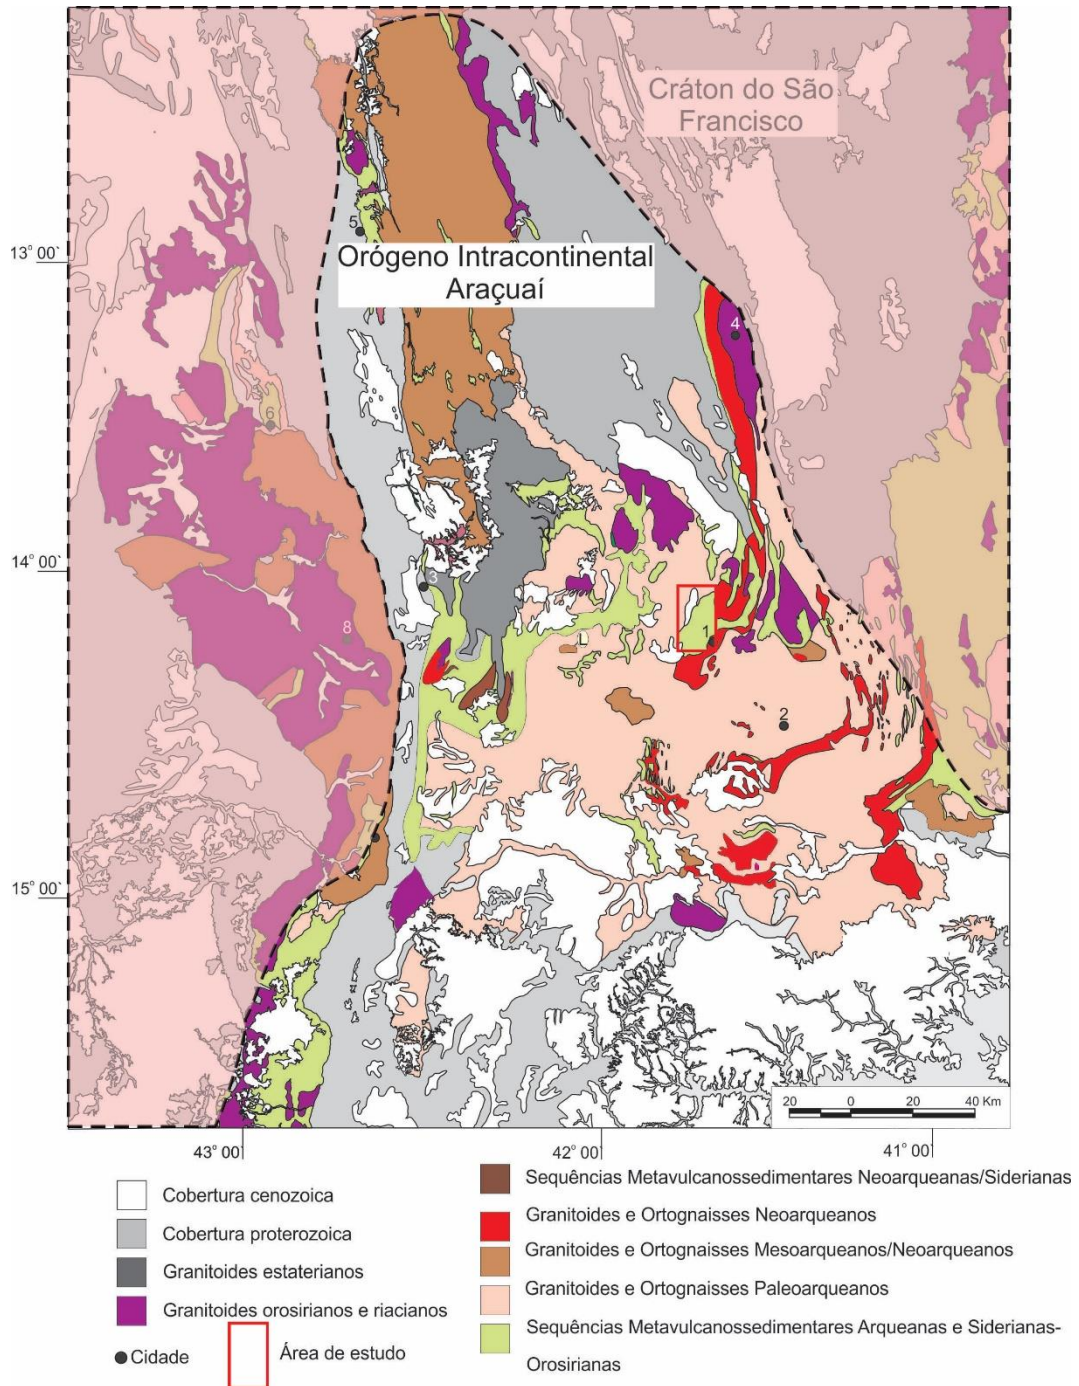 Cráton do São
Francisco
5
13° 00`
Orógeno Intracontinental
Araçuaí
4
6
14° 00`
3
8
1
2
15° 00`
20 0 20 40 Km
43° 00`
42° 00`
41° 00`
Cobertura cenozoica
Cobertura proterozoica
Granitoides estaterianos
Granitoides orosirianos e riacianos
Cidade
Área de estudo
Sequências Metavulcanossedimentares Neoarqueanas/Siderianas
Granitoides e Ortognaisses Neoarqueanos
Granitoides e Ortognaisses Mesoarqueanos/Neoarqueanos
Granitoides e Ortognaisses Paleoarqueanos
Sequências Metavulcanossedimentares Arqueanas e Siderianas-
Orosirianas